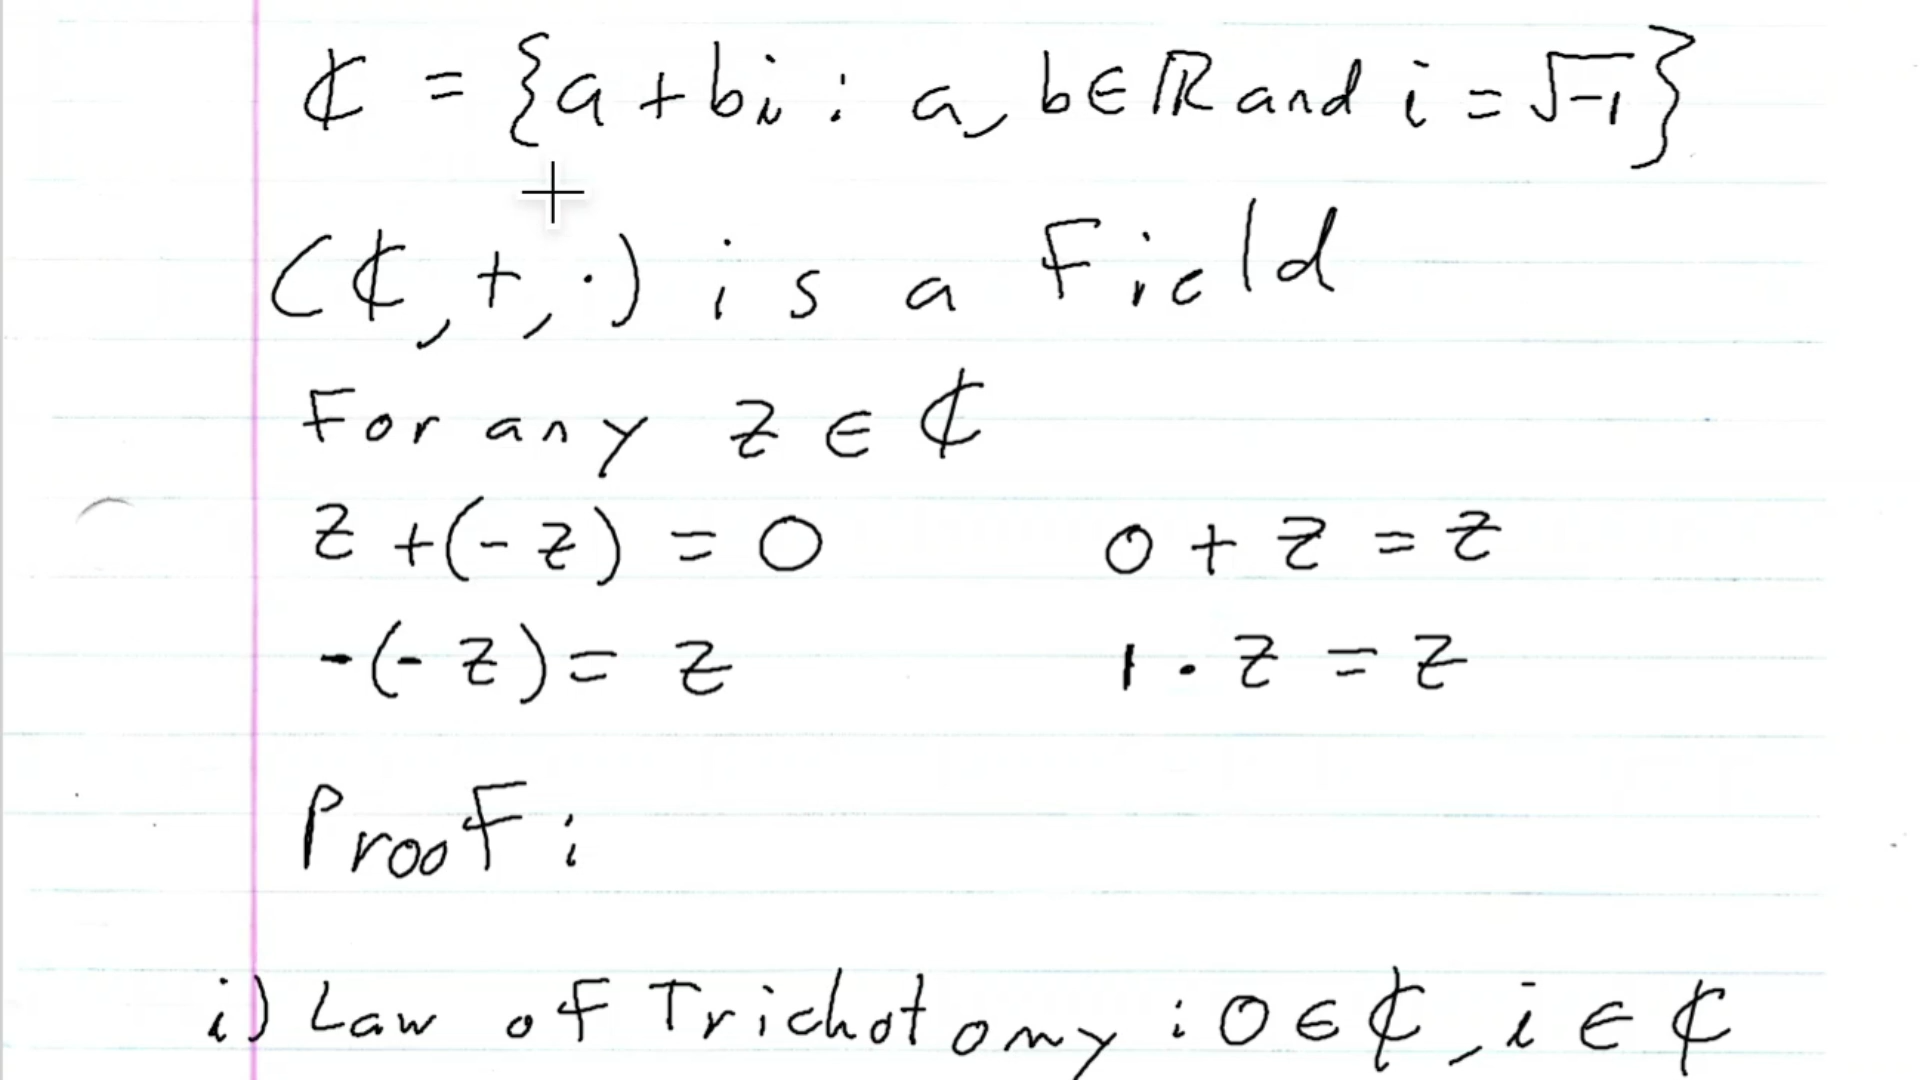 ℂ = {a + bi : a, b ∈ ℝ and i = √-1}
(ℂ, +, ·) is a Field
For any z ∈ ℂ
z + (-z) = 0 0 + z = z
-(-z) = z 1 · z = z
Proof:
i) Law of Trichotomy : 0 ∈ ℂ, i ∈ ℂ